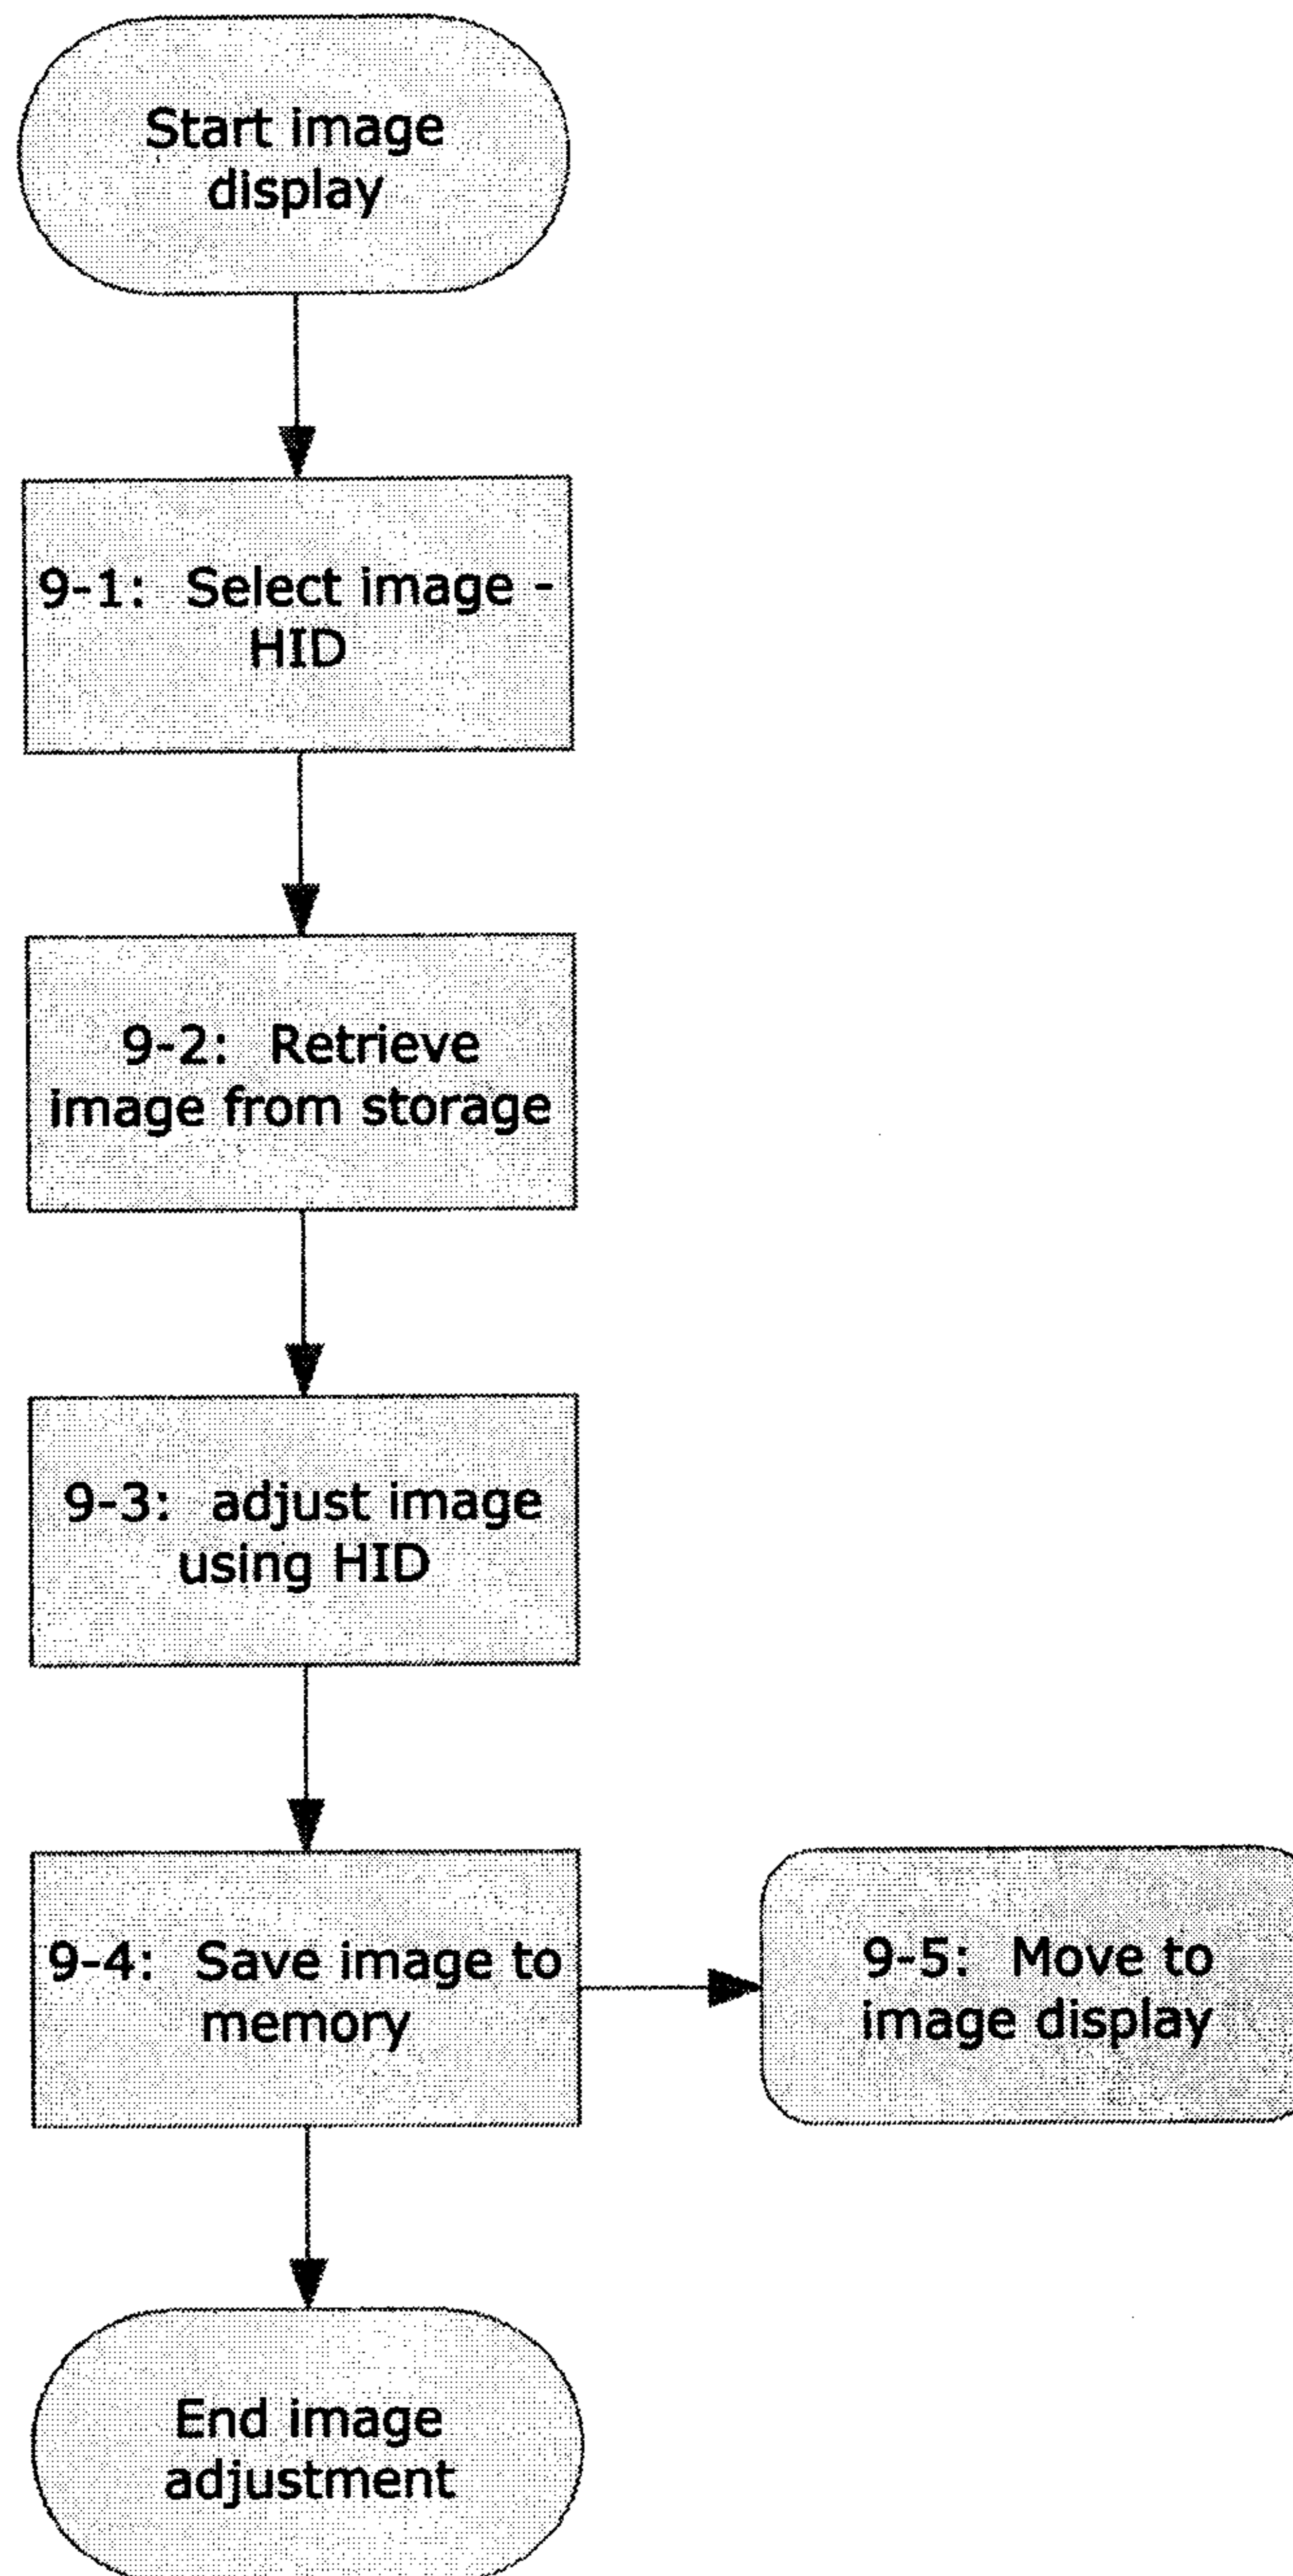 Start image
display
9-1:  Select image -
HID
9-2:  Retrieve
image from storage
9-3:  adjust image
using HID
9-4:  Save image to
memory
9-5:  Move to
image display
End image
adjustment